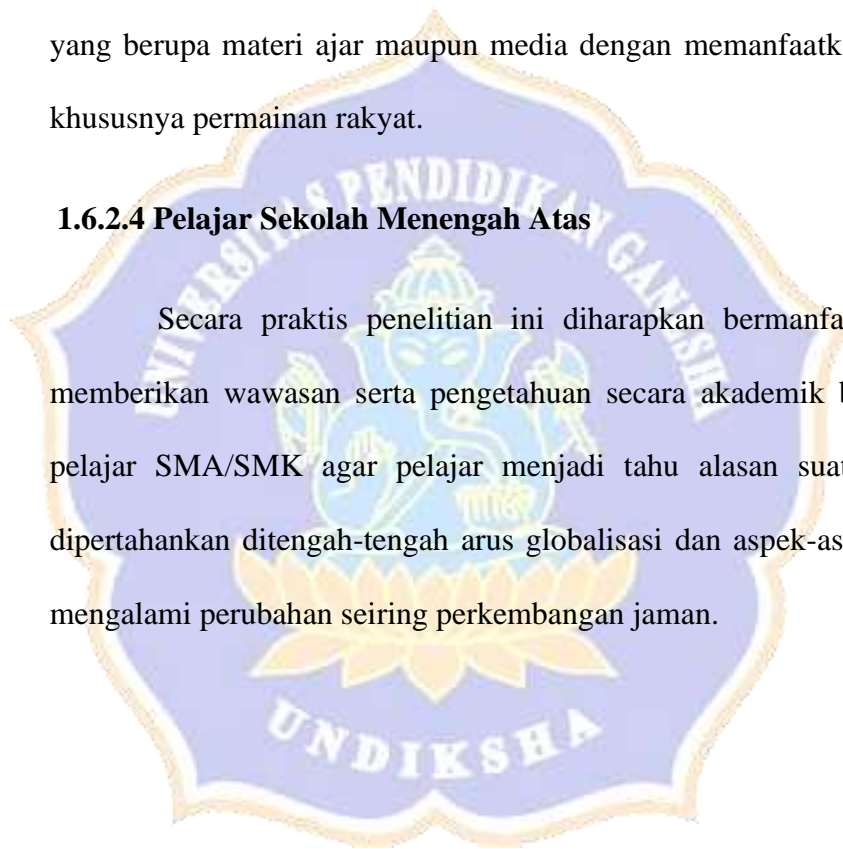 yang berupa materi ajar maupun media dengan memanfaatk
khususnya permainan rakyat.
UNIVERSITAS PENDIDIKAN GANESHA
1.6.2.4 Pelajar Sekolah Menengah Atas
Secara praktis penelitian ini diharapkan bermanfa
memberikan wawasan serta pengetahuan secara akademik b
pelajar SMA/SMK agar pelajar menjadi tahu alasan suat
dipertahankan ditengah-tengah arus globalisasi dan aspek-as
mengalami perubahan seiring perkembangan jaman.
UNDIKSHA